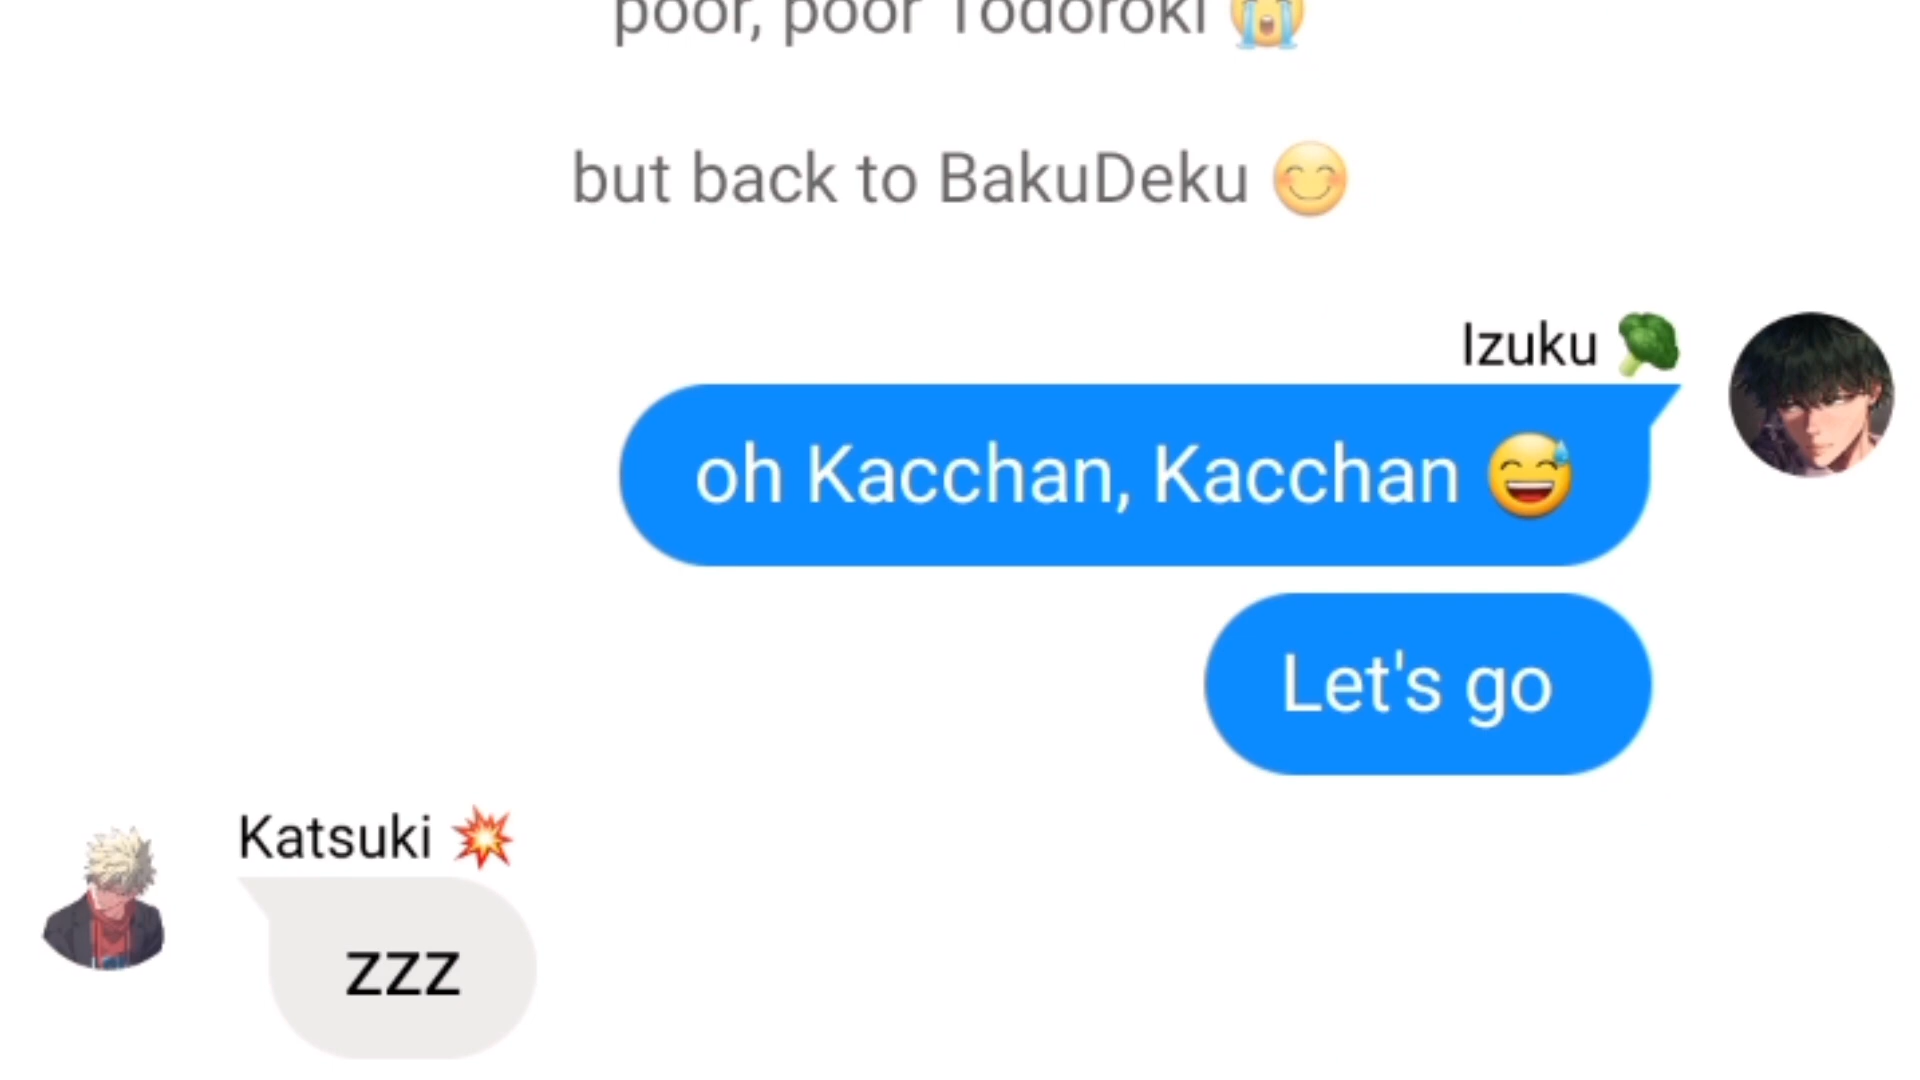 poor, poor Todoroki 😭
but back to BakuDeku 😊
Izuku 🥦
oh Kacchan, Kacchan 😅
Let's go
Katsuki 💥
zzz